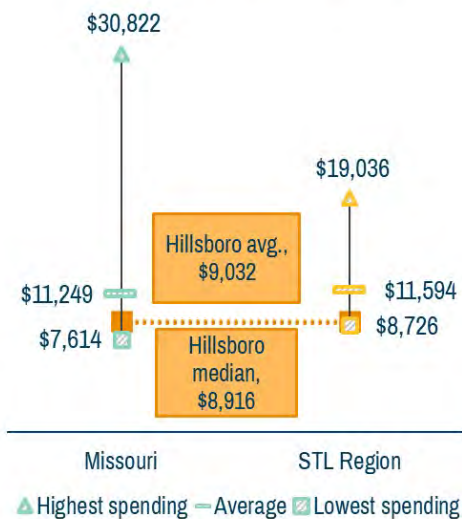 $30,822
$19,036
Hillsboro avg.,
$9,032
$11,249
$11,594
$7,614
$8,726
Hillsboro
median,
$8,916
Missouri
STL Region
Highest spending
Average
Lowest spending